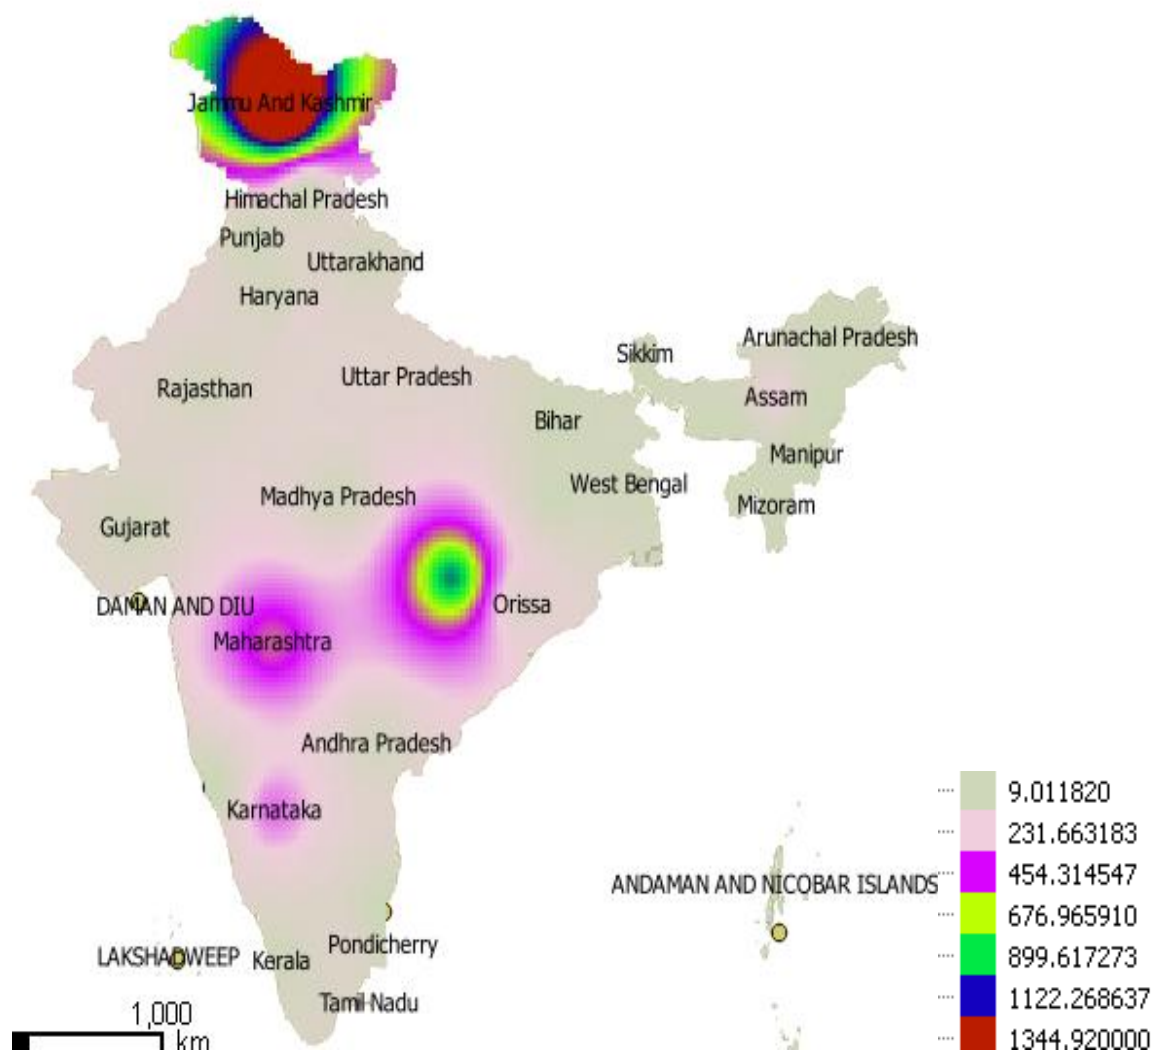 Jammu And Kashmir
Himachal Pradesh
Punjab
Uttarakhand
Haryana
Arunachal Pradesh
Sikkim
Uttar Pradesh
Rajasthan
Assam
Bihar
Manipur
West Bengal
Madhya Pradesh
Mizoram
Gujarat
DAMAN AND DIU
Orissa
Maharashtra
Andhra Pradesh
Karnataka
ANDAMAN AND NICOBAR ISLANDS
Pondicherry
LAKSHADWEEP
Kerala
Tamil Nadu
1,000
km
9.011820
231.663183
454.314547
676.965910
899.617273
1122.268637
1344.920000